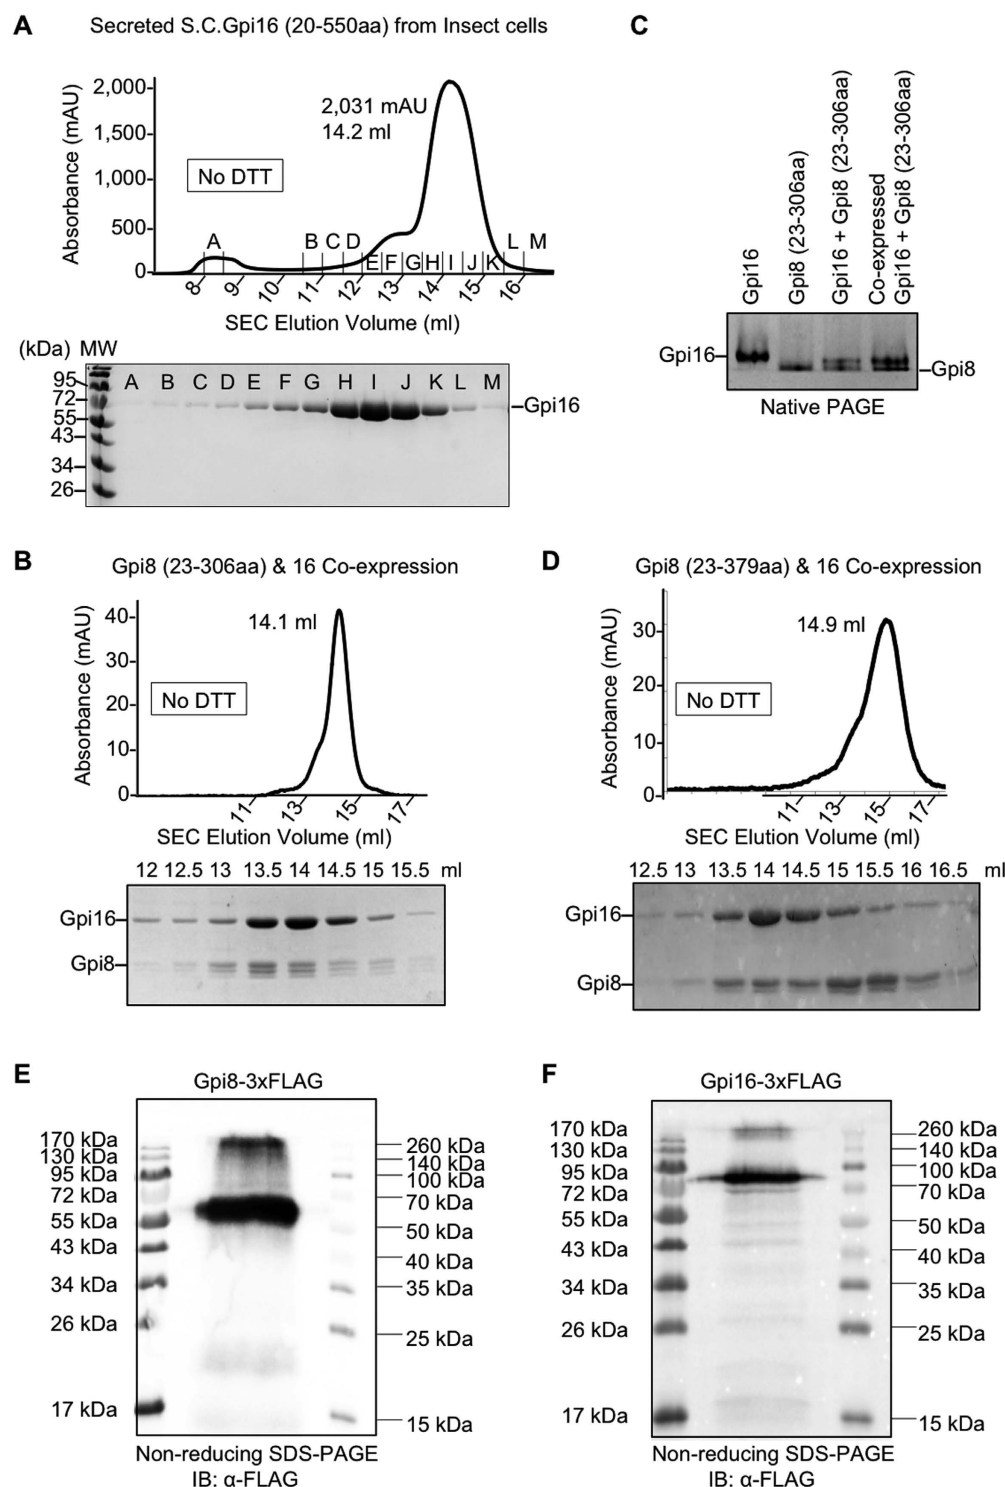 A
Secreted S.C.Gpi16 (20-550aa) from Insect cells
Absorbance (mAU)
2,000
1,500
1,000
500
0
2,031 mAU
14.2 ml
No DTT
A B C D E F G H I J K L M
8 9 10 11 12 13 14 15 16
SEC Elution Volume (ml)
(kDa) MW
95
72
55
43
34
26
A B C D E F G H I J K L M
Gpi16
C
Gpi16
Gpi8 (23-306aa)
Gpi16 + Gpi8 (23-306aa)
Co-expressed
Gpi16 + Gpi8 (23-306aa)
Gpi16
Gpi8
Native PAGE
B
Gpi8 (23-306aa) & 16 Co-expression
Absorbance (mAU)
40
30
20
10
0
14.1 ml
No DTT
11 13 15 17
SEC Elution Volume (ml)
12 12.5 13 13.5 14 14.5 15 15.5 ml
Gpi16
Gpi8
D
Gpi8 (23-379aa) & 16 Co-expression
Absorbance (mAU)
30
20
10
0
14.9 ml
No DTT
11 13 15 17
SEC Elution Volume (ml)
12.5 13 13.5 14 14.5 15 15.5 16 16.5 ml
Gpi16
Gpi8
E
Gpi8-3xFLAG
170 kDa
130 kDa
95 kDa
72 kDa
55 kDa
43 kDa
34 kDa
26 kDa
17 kDa
260 kDa
140 kDa
100 kDa
70 kDa
50 kDa
40 kDa
35 kDa
25 kDa
15 kDa
Non-reducing SDS-PAGE
IB: α-FLAG
F
Gpi16-3xFLAG
170 kDa
130 kDa
95 kDa
72 kDa
55 kDa
43 kDa
34 kDa
26 kDa
17 kDa
260 kDa
140 kDa
100 kDa
70 kDa
50 kDa
40 kDa
35 kDa
25 kDa
15 kDa
Non-reducing SDS-PAGE
IB: α-FLAG